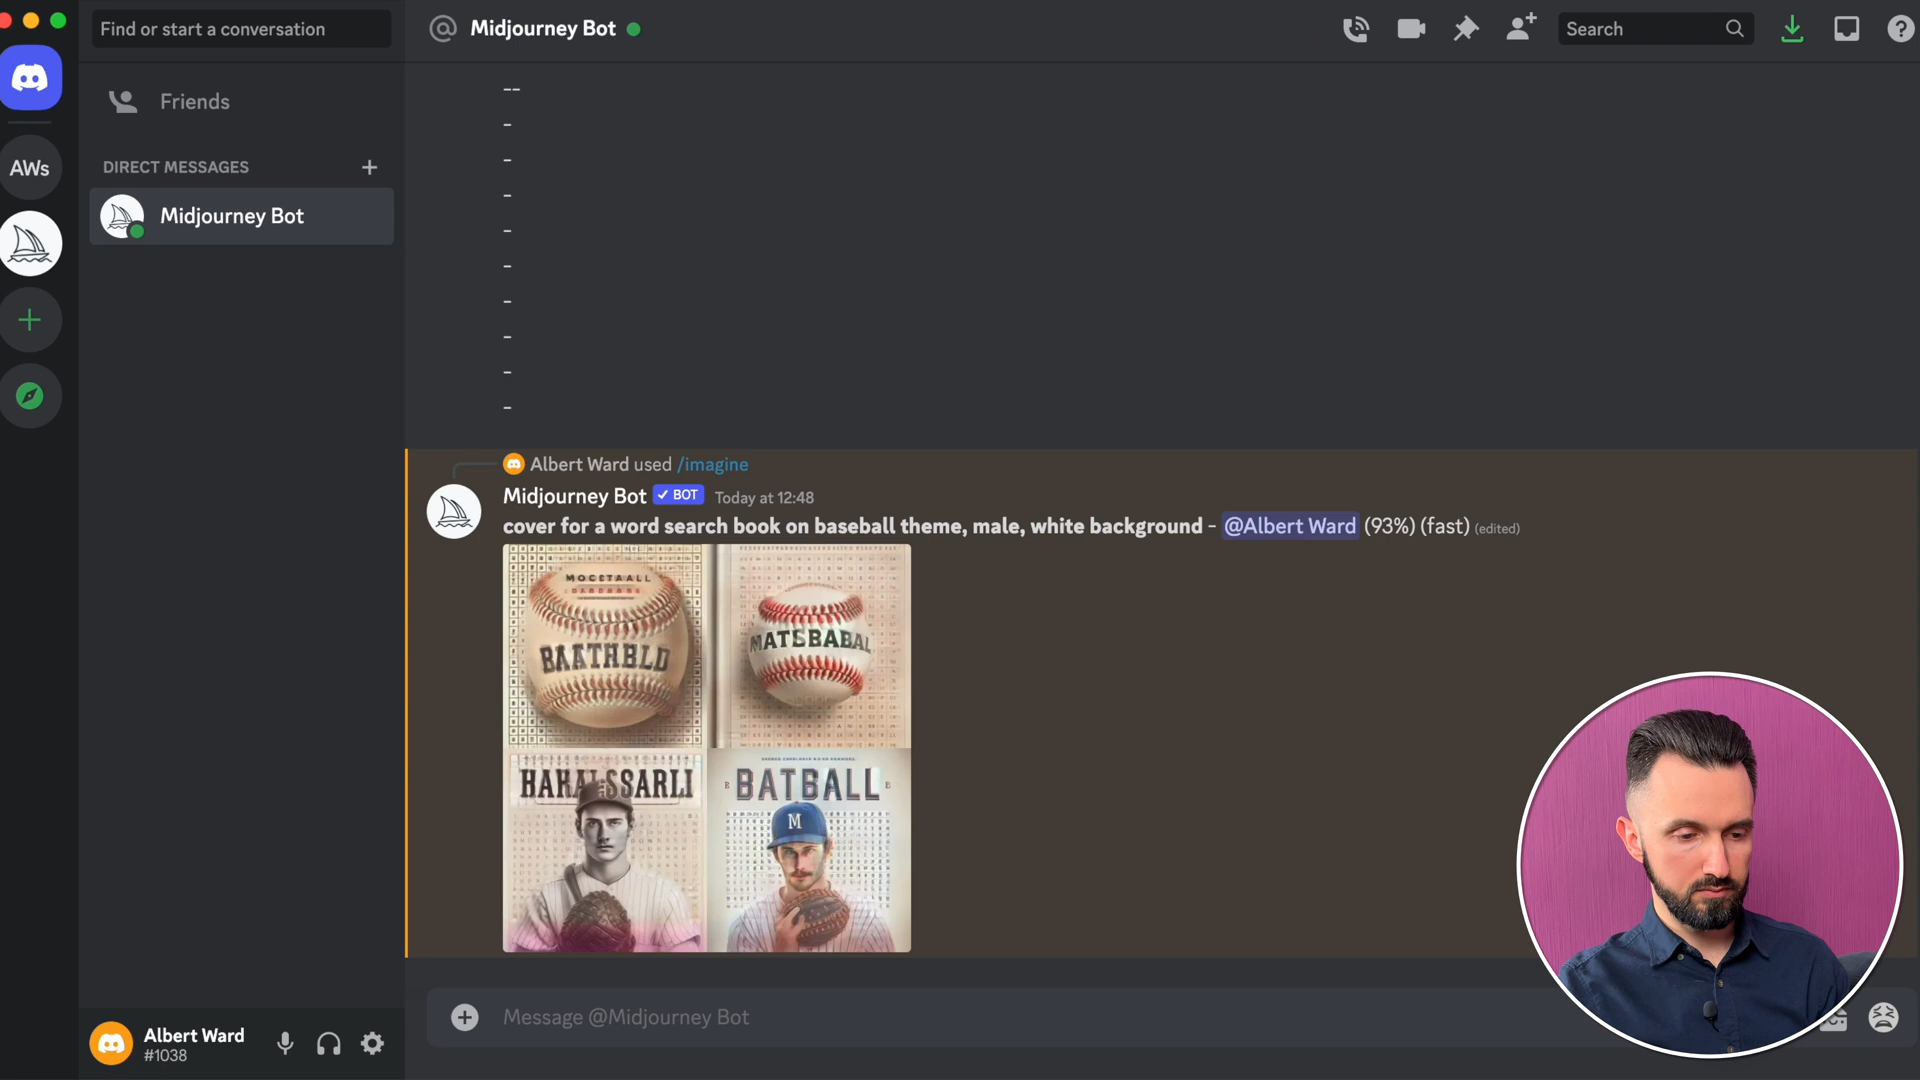 Find or start a conversation
Midjourney Bot
Search
Friends
AWs
DIRECT MESSAGES
Midjourney Bot
--
-
-
-
-
-
-
-
-
-
Albert Ward used /imagine
Midjourney Bot BOT Today at 12:48
cover for a word search book on baseball theme, male, white background - @Albert Ward (93%) (fast) (edited)
MOCETAALL
BAATHBLD
MATSBABAL
BATBALL
M
Message @Midjourney Bot
Albert Ward
#1038